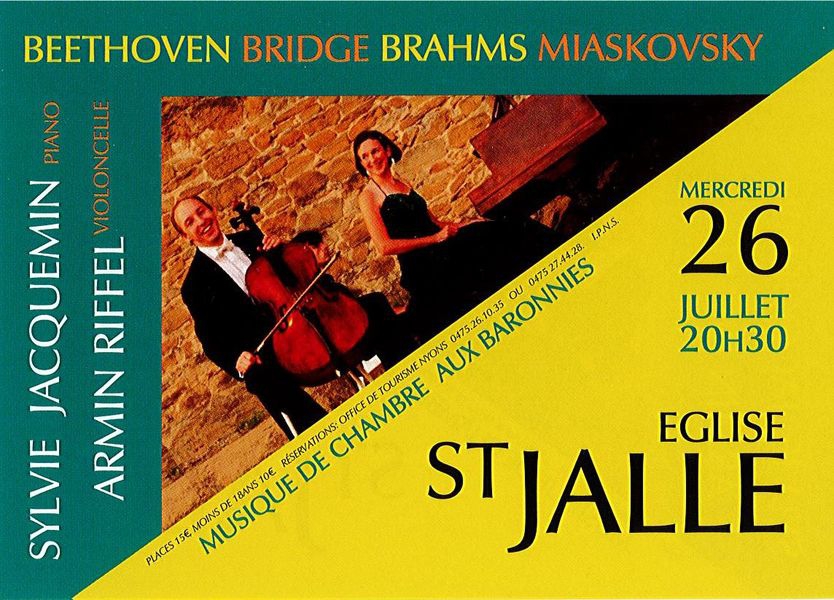 BEETHOVEN BRIDGE BRAHMS MIASKOVSKY
SYLVIE JACQUEMIN PIANO
ARMIN RIFFEL VIOLONCELLE
MERCREDI
26
JUILLET
20H30
PLACES 15€, MOINS DE 18ANS 10€ RÉSERVATIONS: OFFICE DE TOURISME NYONS 0475.26.10.35 OU 0475.27.44.28. I.P.N.S.
MUSIQUE DE CHAMBRE AUX BARONNIES
EGLISE
ST JALLE